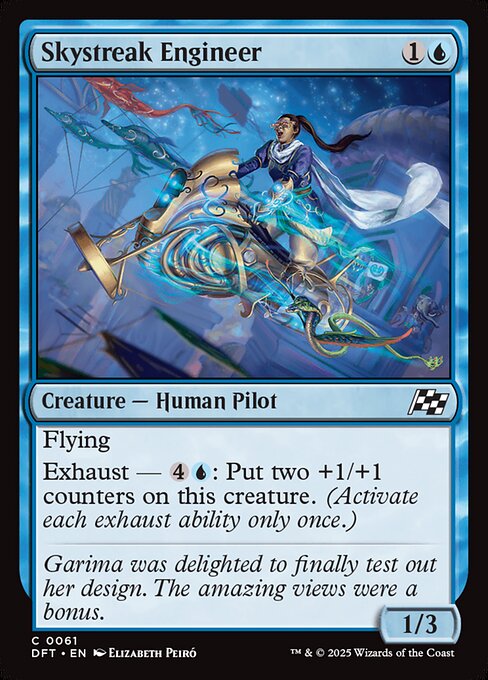 Skystreak Engineer 1
Creature — Human Pilot
Flying
Exhaust — 4: Put two +1/+1
counters on this creature. (Activate
each exhaust ability only once.)
Garima was delighted to finally test out
her design. The amazing views were a
bonus.
1/3
C 0061
DFT • EN Elizabeth Peiró
™ & © 2025 Wizards of the Coast